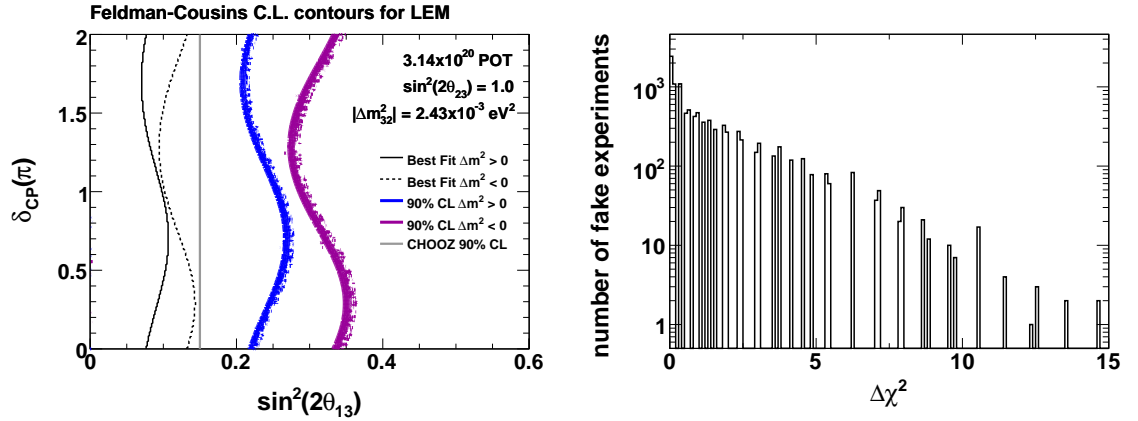 Feldman-Cousins C.L. contours for LEM
2
1.5
1
0.5
0
0
0.2
0.4
0.6
δCP(π)
sin²(2θ13)
3.14x10²⁰ POT
sin²(2θ23) = 1.0
|Δm²32| = 2.43x10⁻³ eV²
Best Fit Δm² > 0
Best Fit Δm² < 0
90% CL Δm² > 0
90% CL Δm² < 0
CHOOZ 90% CL
number of fake experiments
10³
10²
10
1
0
5
10
15
Δχ²